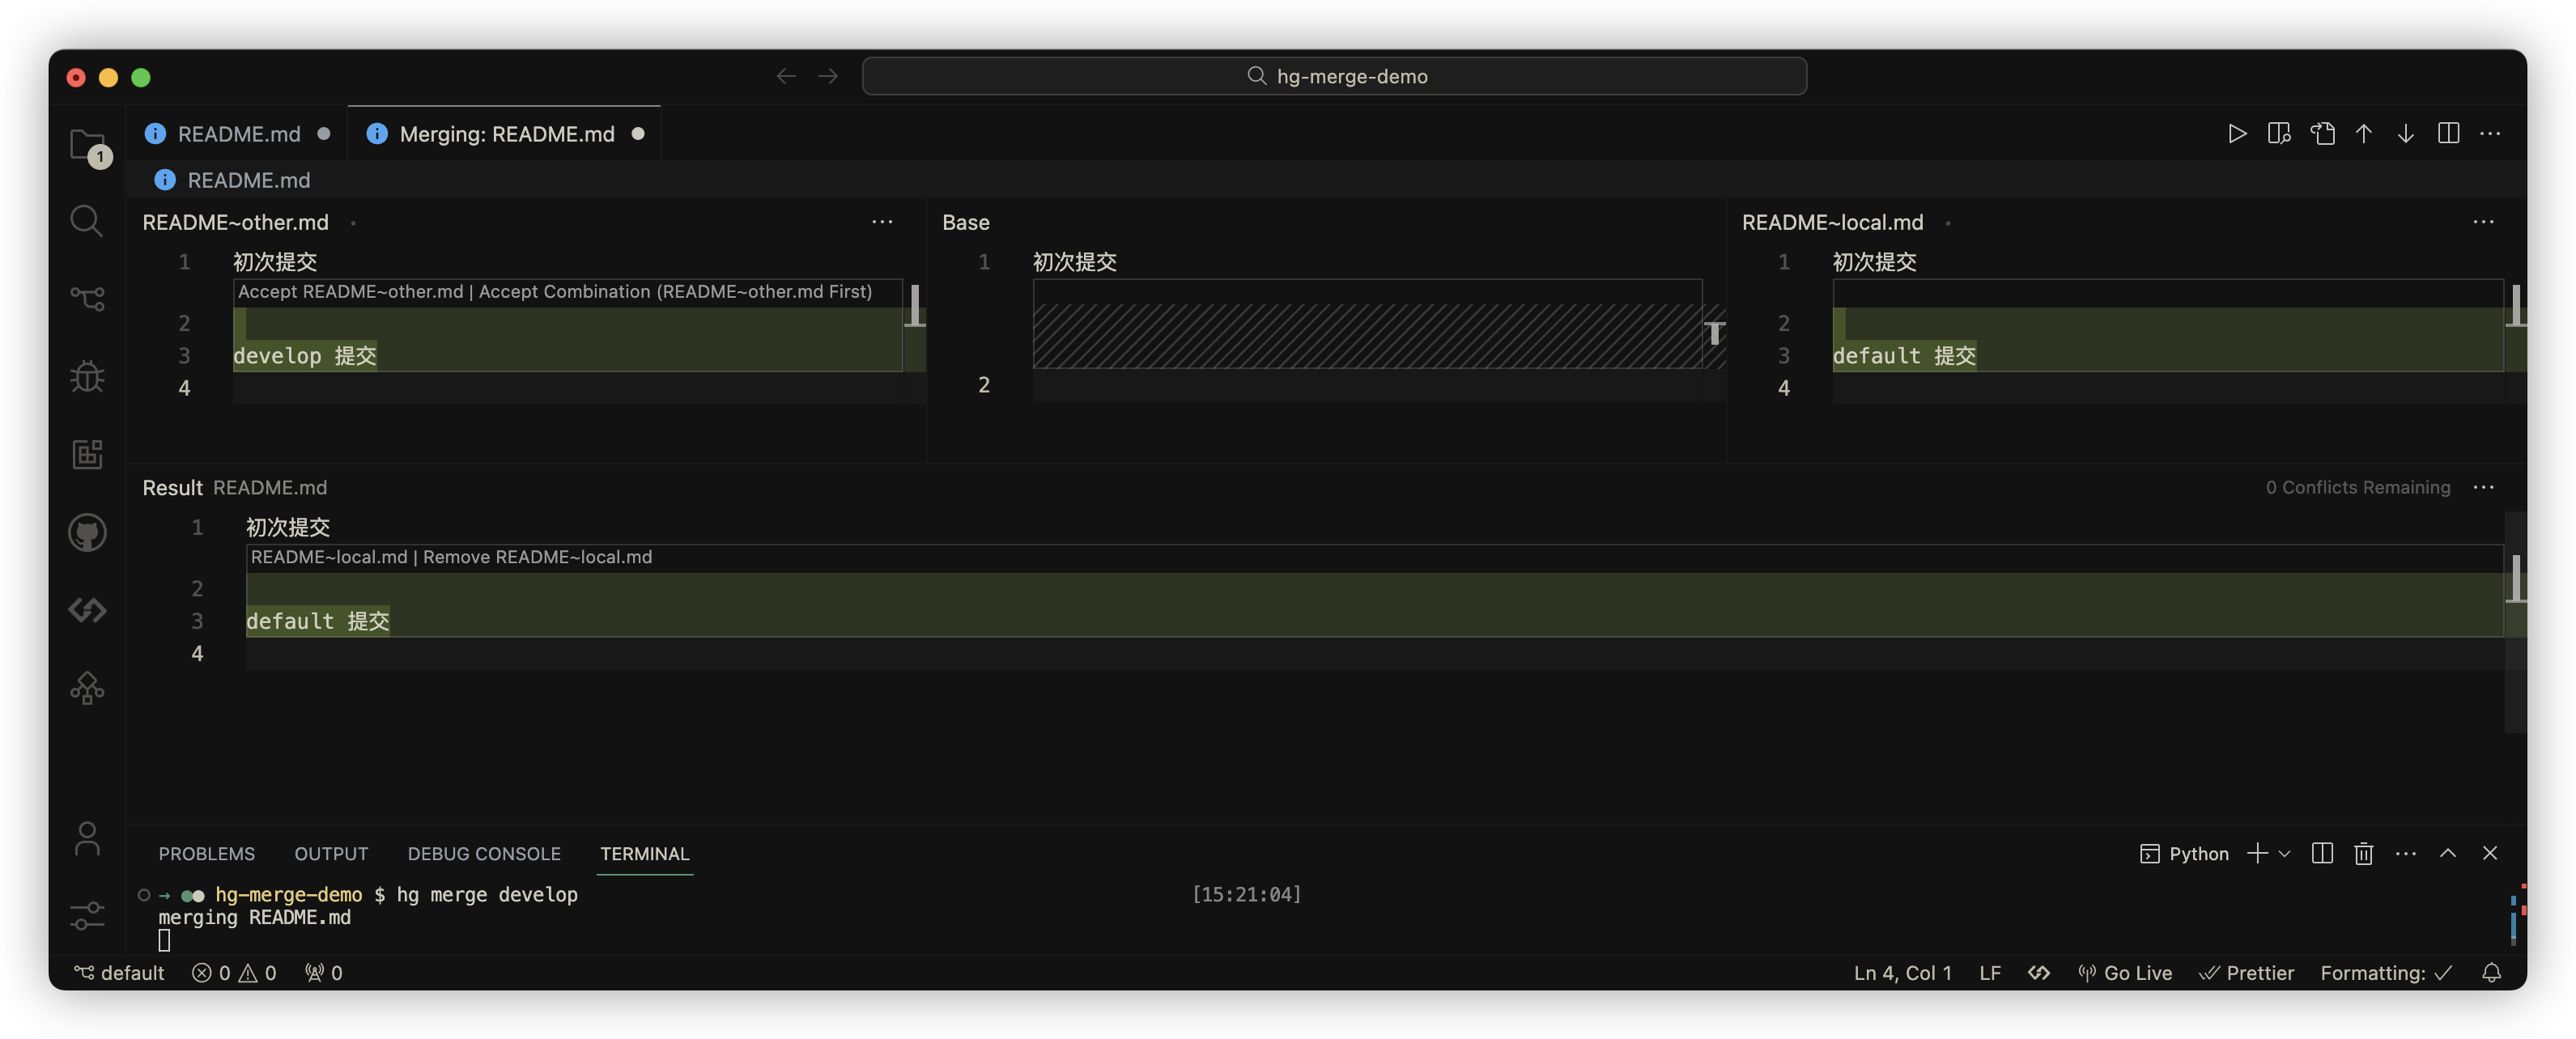 hg-merge-demo
1
README.md
Merging: README.md
README.md
README~other.md
1 初次提交
Accept README~other.md | Accept Combination (README~other.md First)
2
3 develop 提交
4
Base
1 初次提交
2
README~local.md
1 初次提交
2
3 default 提交
4
Result README.md
0 Conflicts Remaining
1 初次提交
README~local.md | Remove README~local.md
2
3 default 提交
4
PROBLEMS OUTPUT DEBUG CONSOLE TERMINAL
Python
hg-merge-demo $ hg merge develop [15:21:04]
merging README.md
default 0 0 0
Ln 4, Col 1 LF Go Live Prettier Formatting: